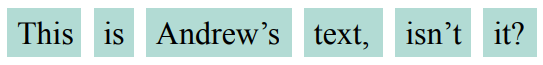 This is Andrew’s text, isn’t it?